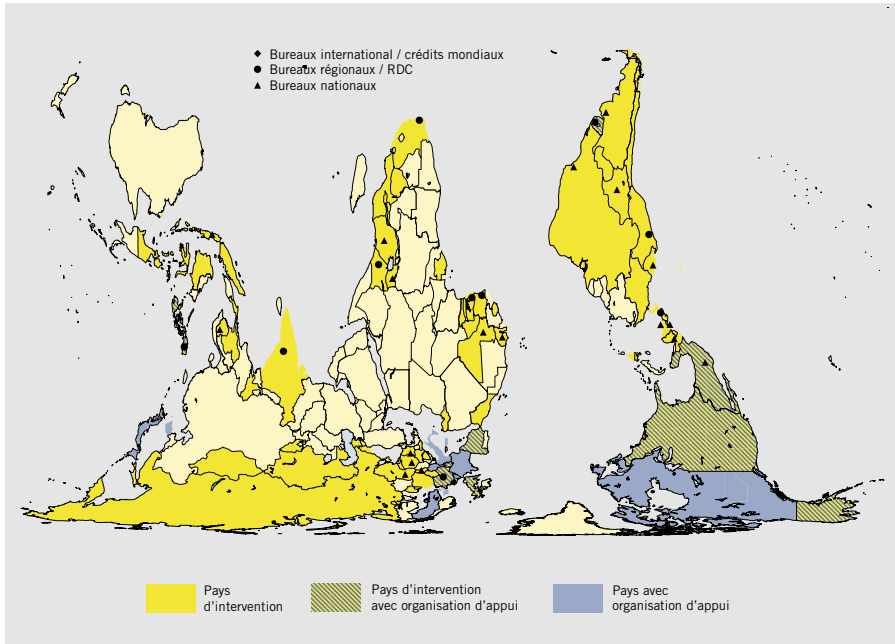 Bureaux international / crédits mondiaux
Bureaux régionaux / RDC
Bureaux nationaux
Pays
d'intervention
Pays d'intervention
avec organisation d'appui
Pays avec
organisation d'appui